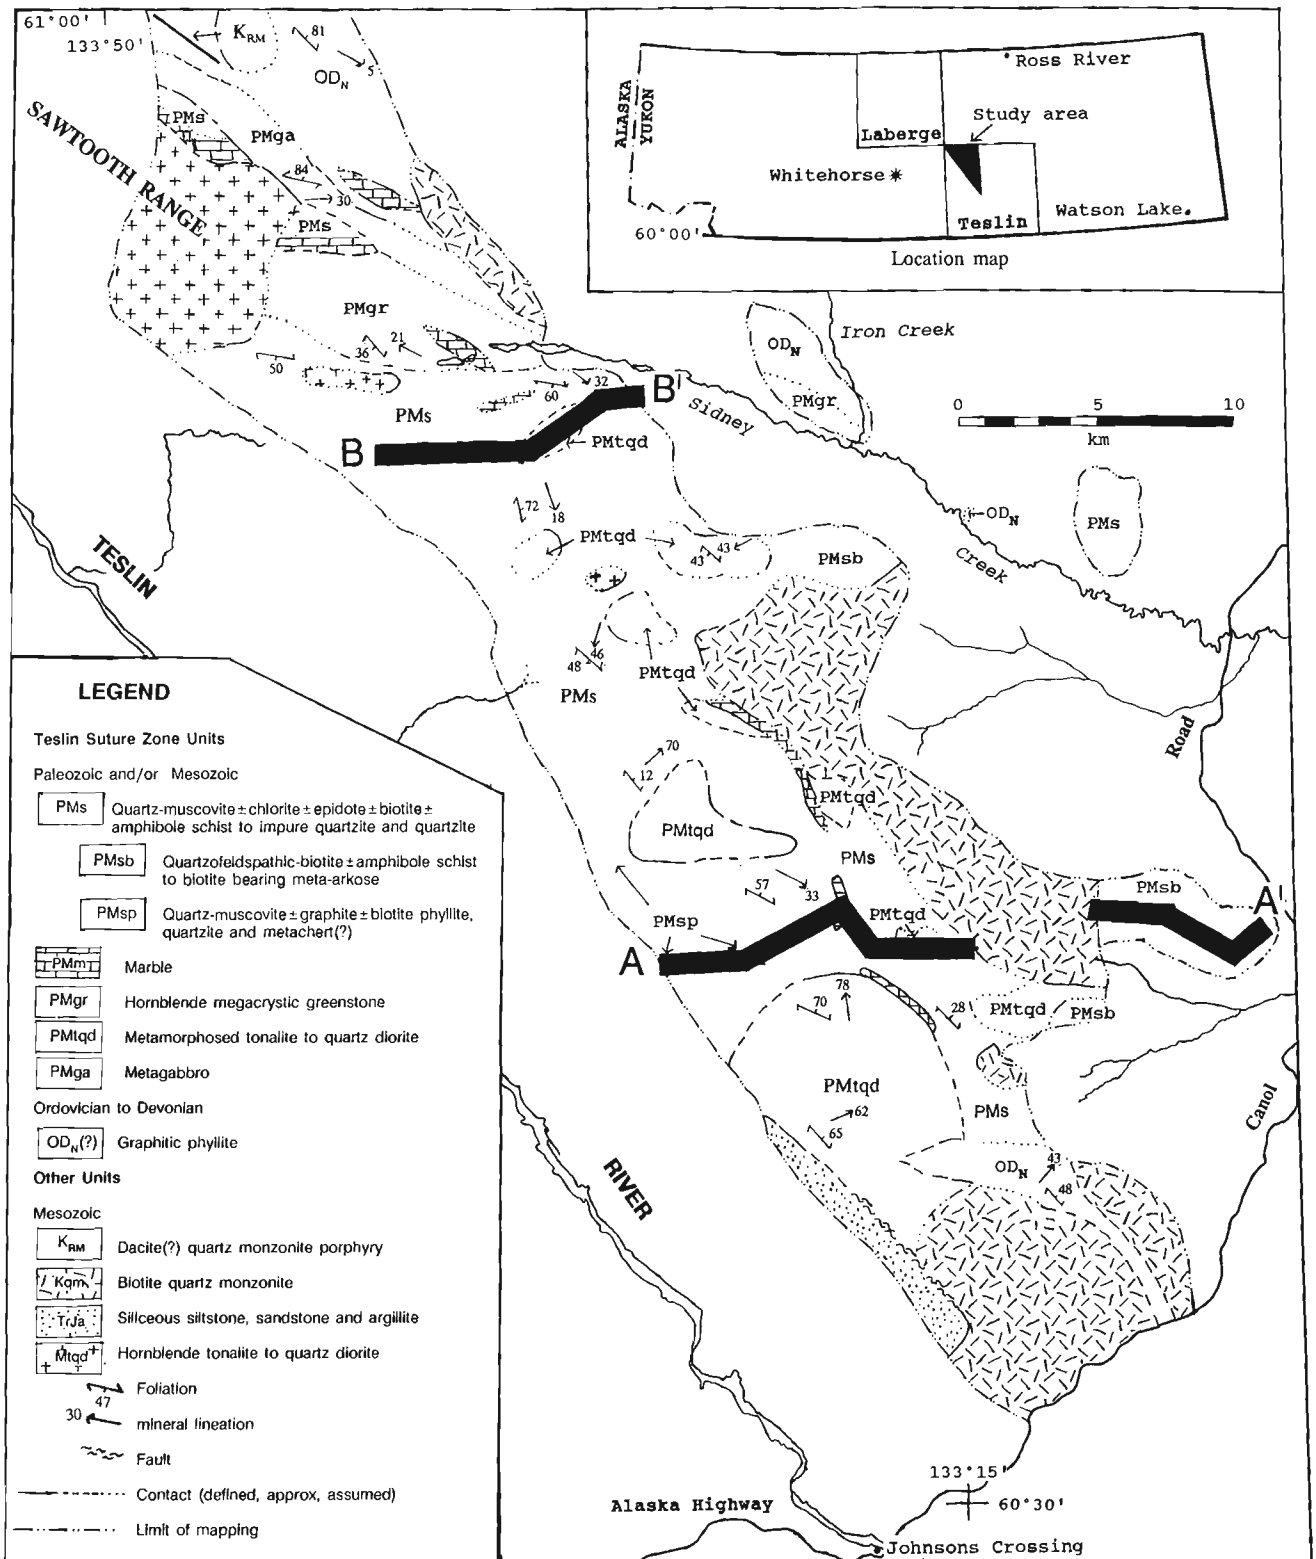 61°00'
133°50'
K RM
81
5
OD N
SAWTOOTH RANGE
PMs
PMga
84
30
PMs
PMgr
36
21
50
60
32
PMs
B
B'
PMtqd
ALASKA
YUKON
Ross River
Study area
Laberge
Whitehorse
Watson Lake
Teslin
60°00'
Location map
Iron Creek
OD N
PMgr
Sidney
0 5 10
km
OD N
PMs
Creek
72
18
PMtqd
43
43
PMsb
TESLIN
46
48
PMtqd
PMs
70
12
PMtqd
PMtqd
PMs
Road
57
33
PMsp
PMtqd
PMsb
A
A'
78
70
28
PMtqd
PMsb
PMtqd
62
65
PMs
Canol
OD N
43
48
RIVER
133°15'
60°30'
Alaska Highway
Johnsons Crossing
LEGEND
Teslin Suture Zone Units
Paleozoic and/or Mesozoic
PMs Quartz-muscovite±chlorite±epidote±biotite±
amphibole schist to impure quartzite and quartzite
PMsb Quartzofeldspathic-biotite±amphibole schist
to biotite bearing meta-arkose
PMsp Quartz-muscovite±graphite±biotite phyllite,
quartzite and metachert(?)
PMm Marble
PMgr Hornblende megacrystic greenstone
PMtqd Metamorphosed tonalite to quartz diorite
PMga Metagabbro
Ordovician to Devonian
OD N (?) Graphitic phyllite
Other Units
Mesozoic
K RM Dacite(?) quartz monzonite porphyry
Kqm Biotite quartz monzonite
TrJa Siliceous siltstone, sandstone and argillite
Mtqd Hornblende tonalite to quartz diorite
47 Foliation
30 mineral lineation
Fault
Contact (defined, approx, assumed)
Limit of mapping